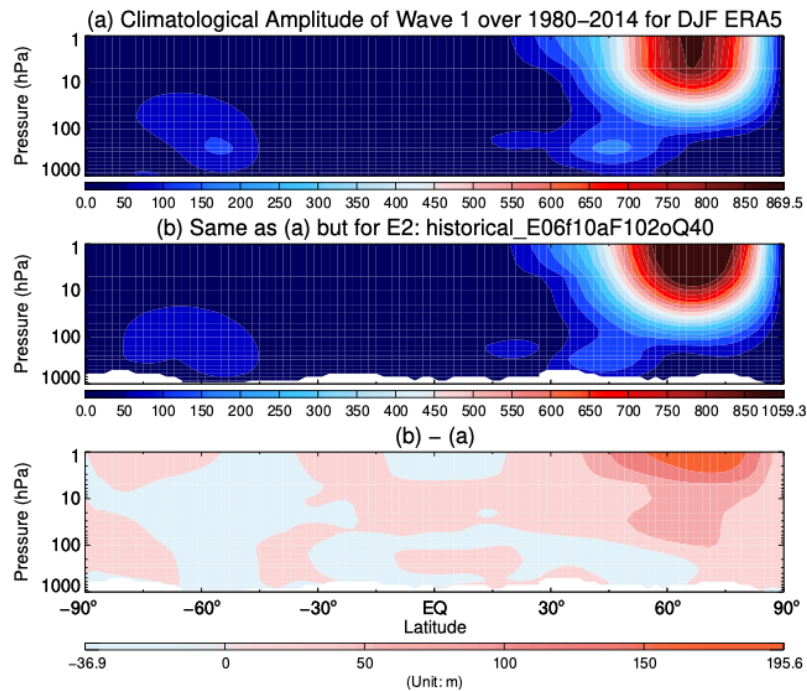 (a) Climatological Amplitude of Wave 1 over 1980−2014 for DJF ERA5
Pressure (hPa)
1
10
100
1000
0.0 50 100 150 200 250 300 350 400 450 500 550 600 650 700 750 800 850 869.5
(b) Same as (a) but for E2: historical_E06f10aF102oQ40
Pressure (hPa)
1
10
100
1000
0.0 50 100 150 200 250 300 350 400 450 500 550 600 650 700 750 800 850 1059.3
(b) − (a)
Pressure (hPa)
1
10
100
1000
−90° −60° −30° EQ 30° 60° 90°
Latitude
−36.9 0 50 100 150 195.6
(Unit: m)